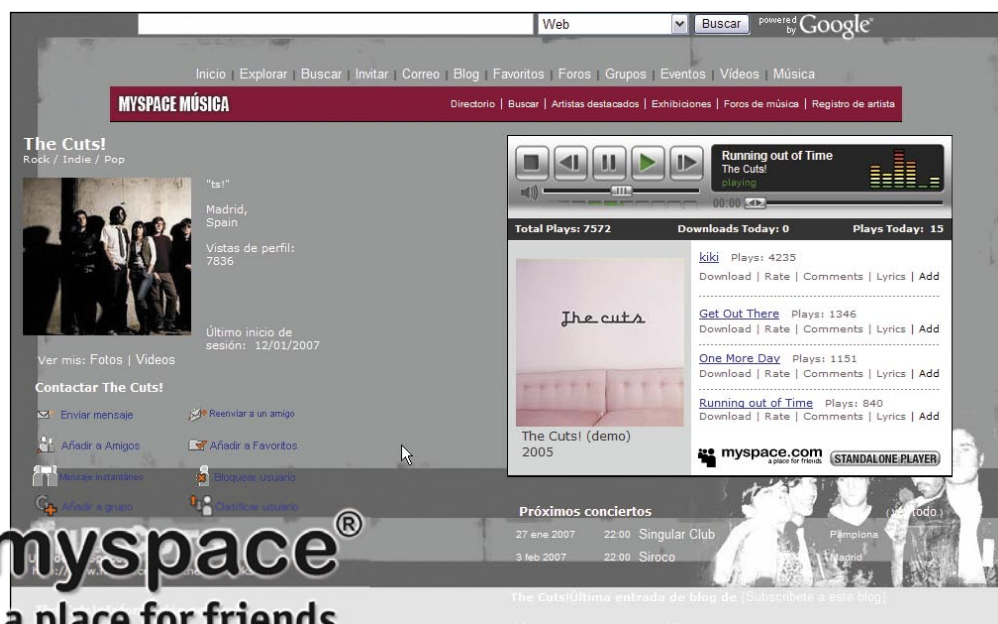 Web Buscar powered by Google
Inicio | Explorar | Buscar | Invitar | Correo | Blog | Favoritos | Foros | Grupos | Eventos | Vídeos | Música
MYSPACE MÚSICA
Directorio | Buscar | Artistas destacados | Exhibiciones | Foros de música | Registro de artista
The Cuts!
Rock / Indie / Pop
"ts!"
Madrid,
Spain
Vistas de perfil:
7836
Último inicio de
sesión: 12/01/2007
Ver mis: Fotos | Videos
Contactar The Cuts!
Enviar mensaje Reenviar a un amigo
Añadir a Amigos Añadir a Favoritos
Mensaje instantáneo Bloquear usuario
Añadir a grupo Clasificar usuario
Running out of Time
The Cuts!
playing
00:00
Total Plays: 7572 Downloads Today: 0 Plays Today: 15
The cuts
The Cuts! (demo)
2005
kiki Plays: 4235
Download | Rate | Comments | Lyrics | Add
Get Out There Plays: 1346
Download | Rate | Comments | Lyrics | Add
One More Day Plays: 1151
Download | Rate | Comments | Lyrics | Add
Running out of Time Plays: 840
Download | Rate | Comments | Lyrics | Add
myspace.com
a place for friends
STANDALONE PLAYER
Próximos conciertos
27 ene 2007 22:00 Singular Club Pamplona
3 feb 2007 22:00 Siroco Madrid
The Cuts!Última entrada de blog de [Subscríbete a este blog]
myspace®
a place for friends